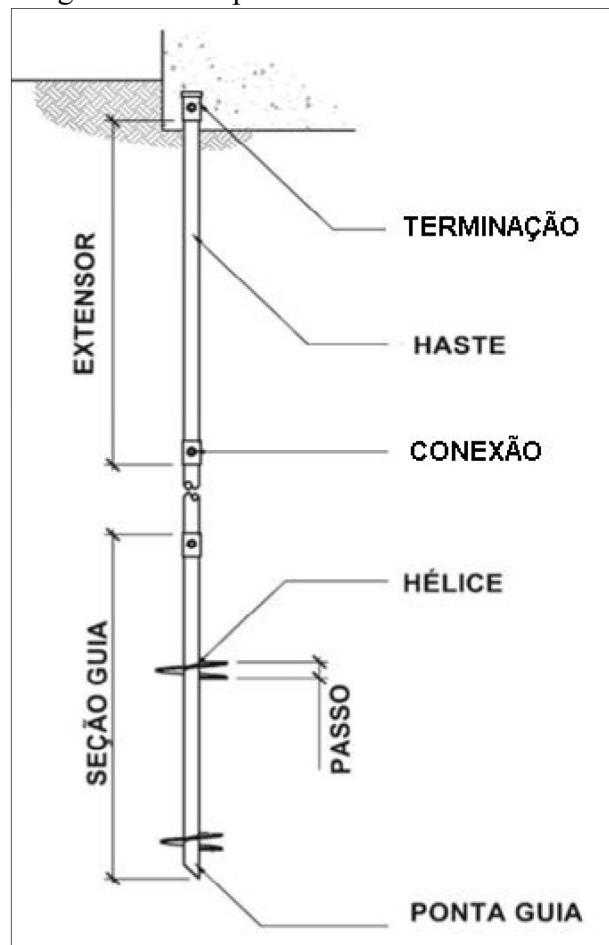 TERMINAÇÃO
EXTENSOR
HASTE
CONEXÃO
HÉLICE
SEÇÃO GUIA
PASSO
PONTA GUIA